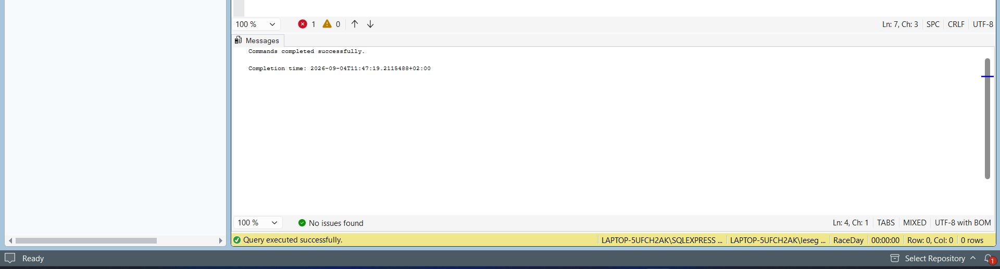 100 % 1 0 Ln: 7, Ch: 3 SPC CRLF UTF-8
Messages
Commands completed successfully.
Completion time: 2026-09-04T11:47:19.2115488+02:00
100 % No issues found Ln: 4, Ch: 1 TABS MIXED UTF-8 with BOM
Query executed successfully. LAPTOP-5UFCH2AK\SQLEXPRESS ... LAPTOP-5UFCH2AK\leseg ... RaceDay 00:00:00 Row: 0, Col: 0 0 rows
Ready Select Repository 1